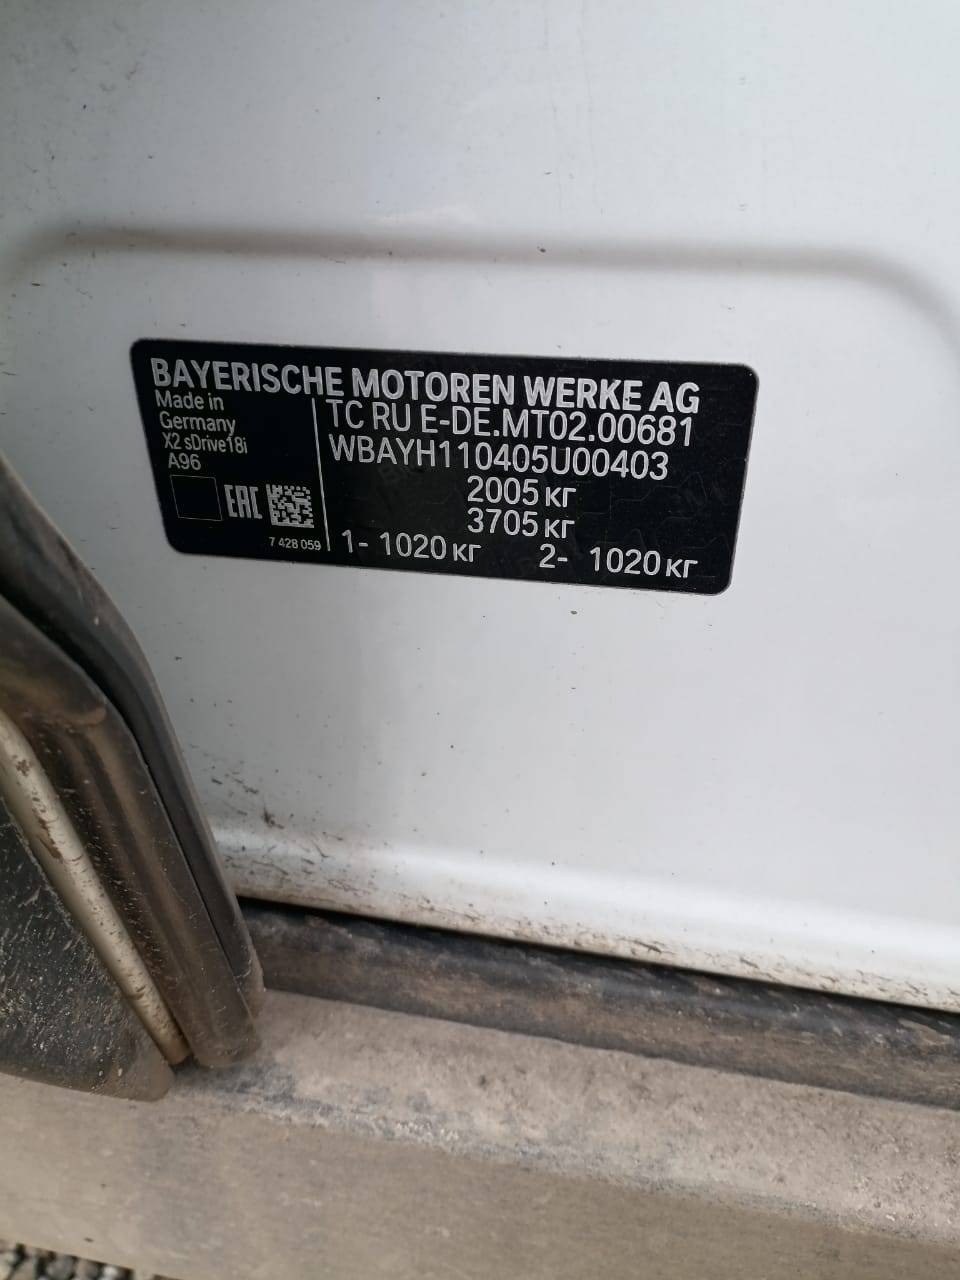 BAYERISCHE MOTOREN WERKE AG
Made in
Germany
X2 sDrive18i
A96
EAC
7 428 059
TC RU E-DE.MT02.00681
WBAYH110405U00403
2005 кг
3705 кг
1- 1020 кг 2- 1020 кг